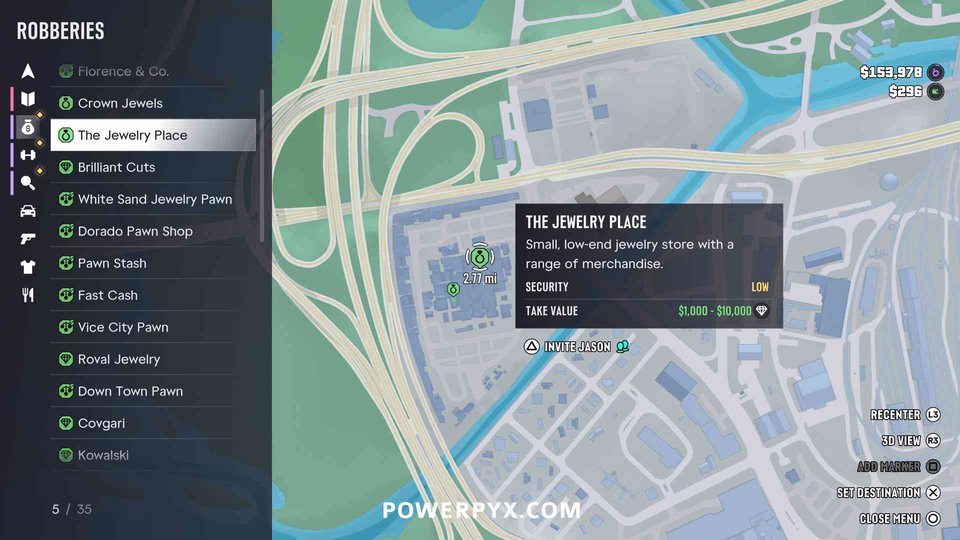 ROBBERIES
Florence & Co.
Crown Jewels
The Jewelry Place
Brilliant Cuts
White Sand Jewelry Pawn
Dorado Pawn Shop
Pawn Stash
Fast Cash
Vice City Pawn
Roval Jewelry
Down Town Pawn
Covgari
Kowalski
5 / 35
$153,978
$296
2.77 mi
THE JEWELRY PLACE
Small, low-end jewelry store with a
range of merchandise.
SECURITY LOW
TAKE VALUE $1,000 - $10,000
INVITE JASON
RECENTER L3
3D VIEW R3
ADD MARKER
SET DESTINATION
CLOSE MENU
POWERPYX.COM